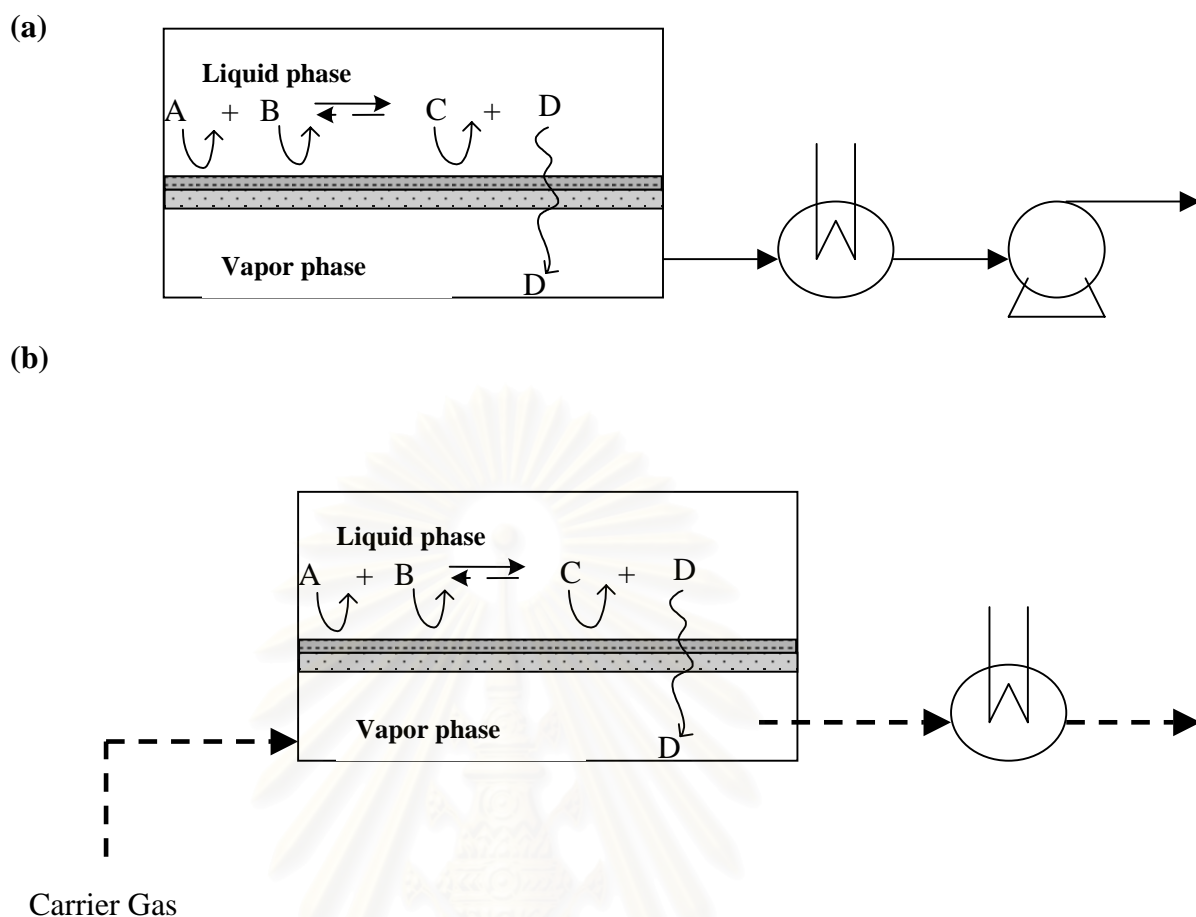 (a)
Liquid phase
A + B C + D
Vapor phase
D
(b)
Liquid phase
A + B C + D
Vapor phase
D
Carrier Gas